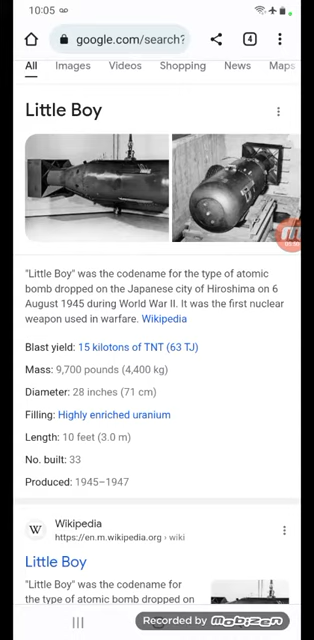 10:05
google.com/search?
4
All Images Videos Shopping News Maps
Little Boy
"Little Boy" was the codename for the type of atomic
bomb dropped on the Japanese city of Hiroshima on 6
August 1945 during World War II. It was the first nuclear
weapon used in warfare. Wikipedia
Blast yield: 15 kilotons of TNT (63 TJ)
Mass: 9,700 pounds (4,400 kg)
Diameter: 28 inches (71 cm)
Filling: Highly enriched uranium
Length: 10 feet (3.0 m)
No. built: 33
Produced: 1945–1947
W
Wikipedia
https://en.m.wikipedia.org › wiki
Little Boy
"Little Boy" was the codename for
the type of atomic bomb dropped on
Recorded by Mobizen